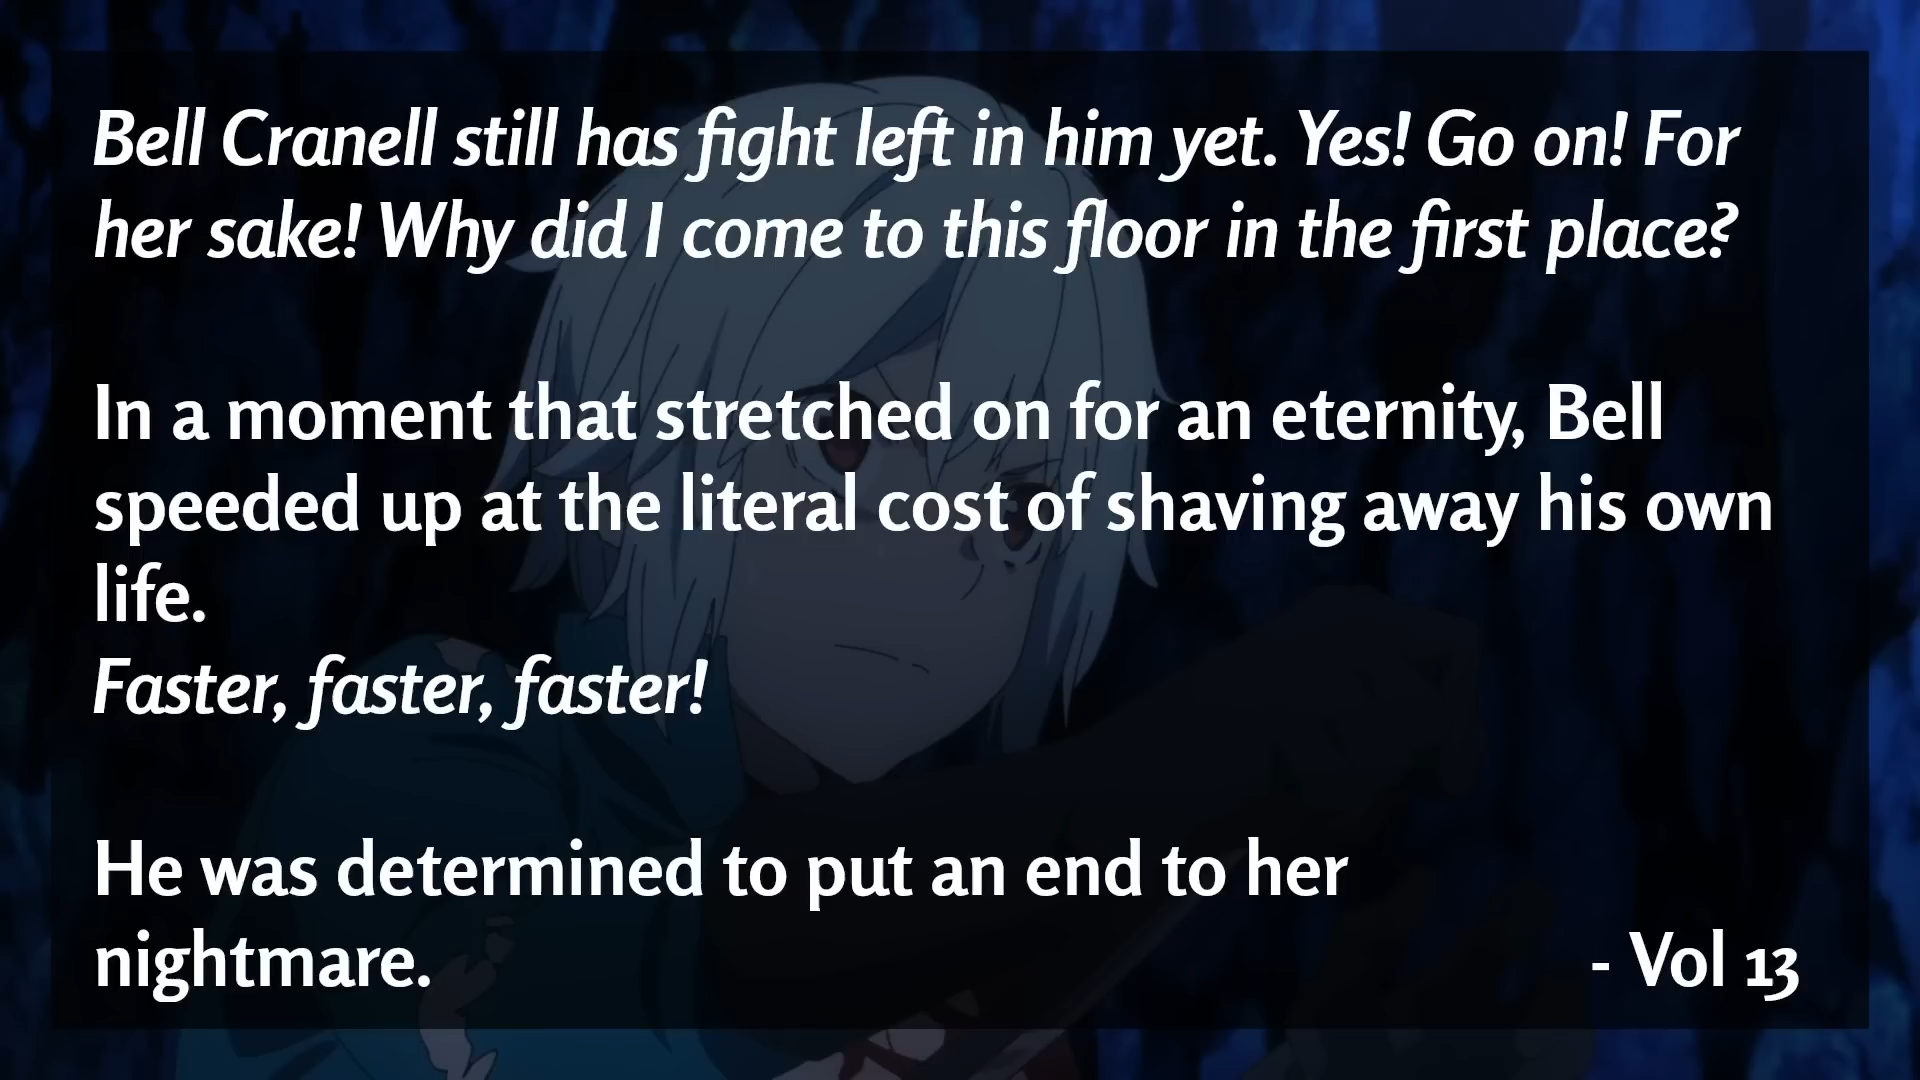 Bell Cranell still has fight left in him yet. Yes! Go on! For
her sake! Why did I come to this floor in the first place?
In a moment that stretched on for an eternity, Bell
speeded up at the literal cost of shaving away his own
life.
Faster, faster, faster!
He was determined to put an end to her
nightmare.
- Vol 13